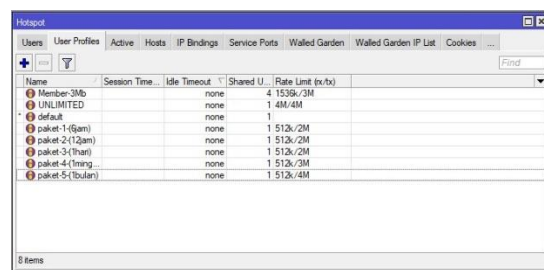 Hotspot
Users User Profiles Active Hosts IP Bindings Service Ports Walled Garden Walled Garden IP List Cookies ...
Find
Name Session Time... Idle Timeout Shared U... Rate Limit (rx/tx)
Member-3Mb none 4 1536k/3M
UNLIMITED none 1 4M/4M
* default none 1
paket-1-(6jam) none 1 512k/2M
paket-2-(12jam) none 1 512k/2M
paket-3-(1hari) none 1 512k/2M
paket-4-(1ming... none 1 512k/3M
paket-5-(1bulan) none 1 512k/4M
8 items